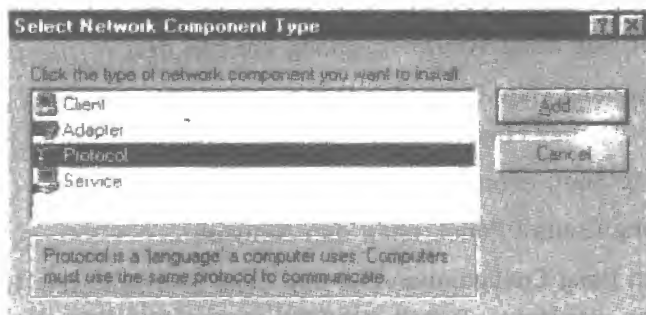 Select Network Component Type
Click the type of network component you want to install:
Client
Adapter
Protocol
Service
Add...
Cancel
Protocol is a 'language' a computer uses. Computers
must use the same protocol to communicate.